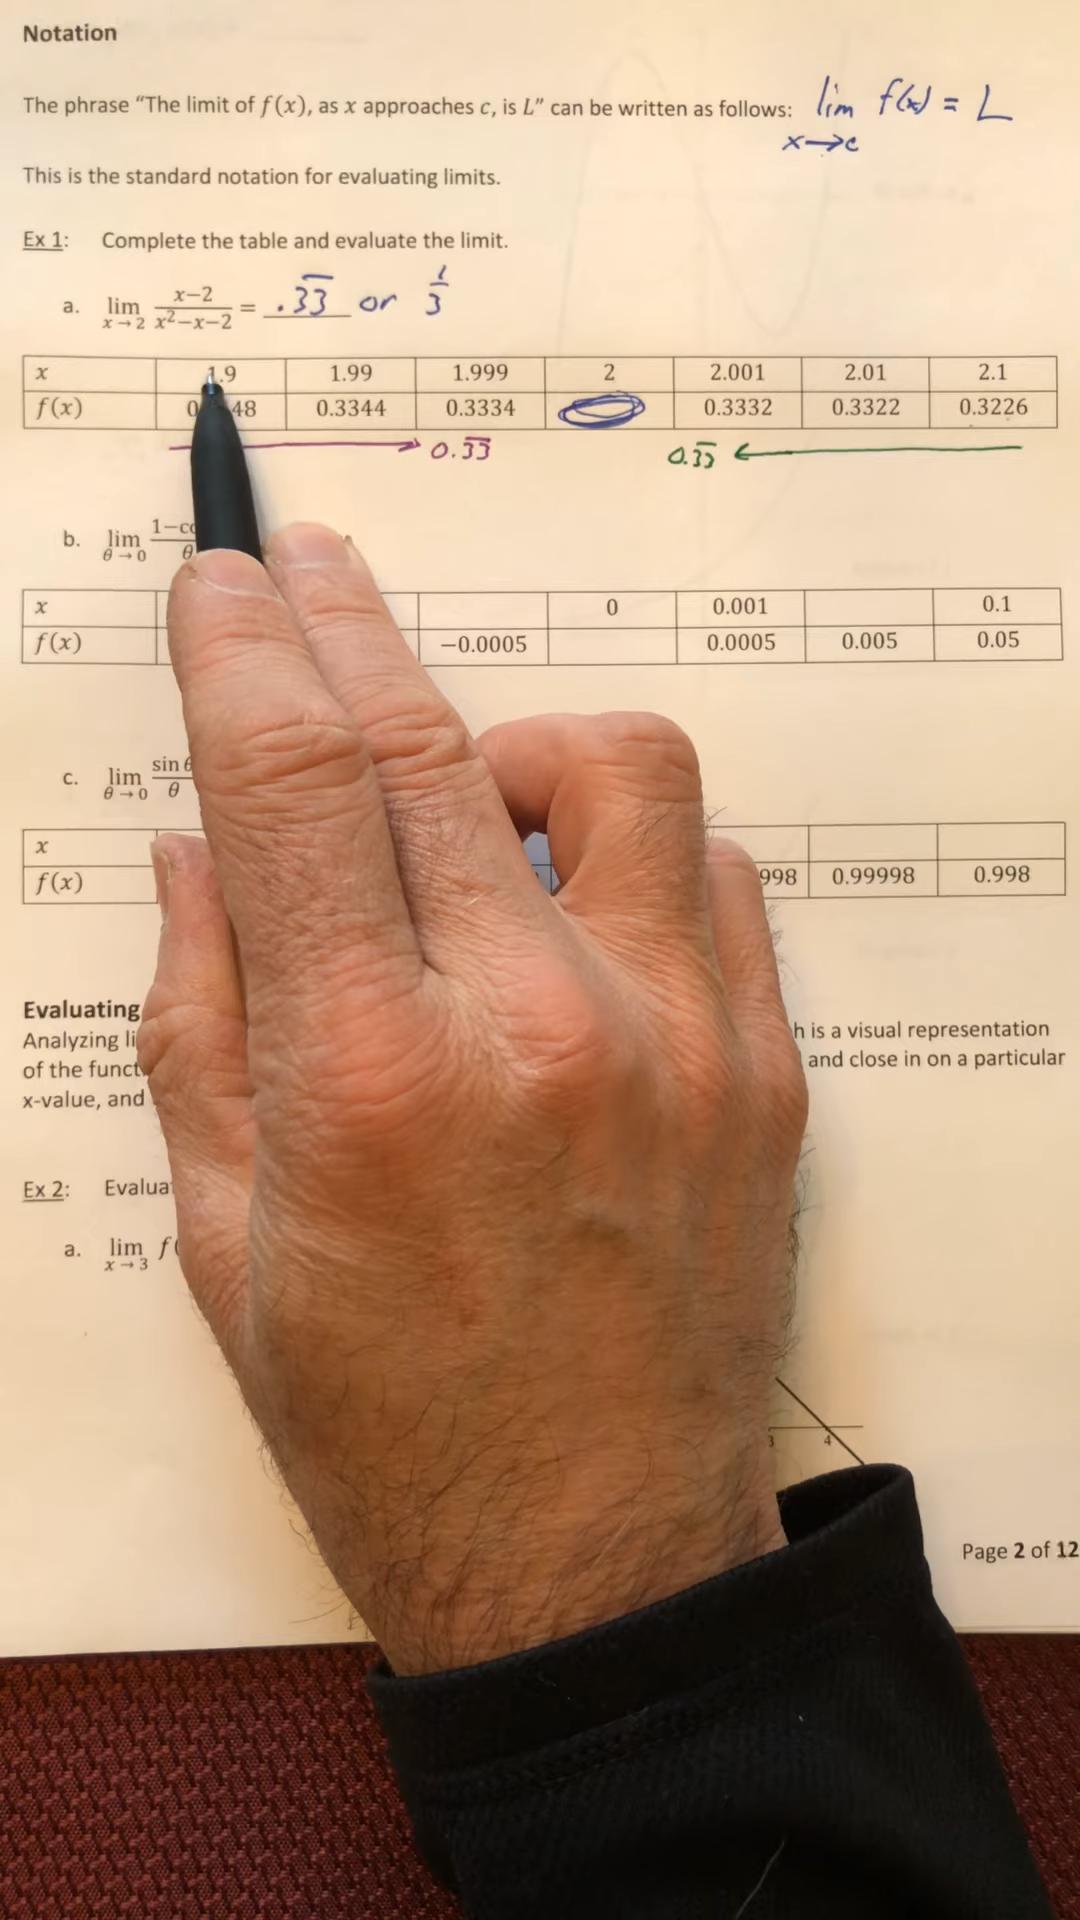 Notation
The phrase “The limit of f(x), as x approaches c, is L” can be written as follows: lim x→c f(x) = L
This is the standard notation for evaluating limits.
Ex 1: Complete the table and evaluate the limit.
a. lim x→2 x−2 / x²−x−2 = .3̅3̅ or 1/3
x 1.9 1.99 1.999 2 2.001 2.01 2.1
f(x) 0.3344 0.3334 0.3332 0.3322 0.3226
0.3̅3̅ 0.3̅3̅
b. lim θ→0
x 0 0.001 0.1
f(x) −0.0005 0.0005 0.005 0.05
c. lim θ→0 sin θ / θ
x
f(x) 998 0.99998 0.998
Evaluating
Analyzing h is a visual representation
of the and close in on a particular
x-value, and
Ex 2:
a. lim x→3 f(
3 4
Page 2 of 12